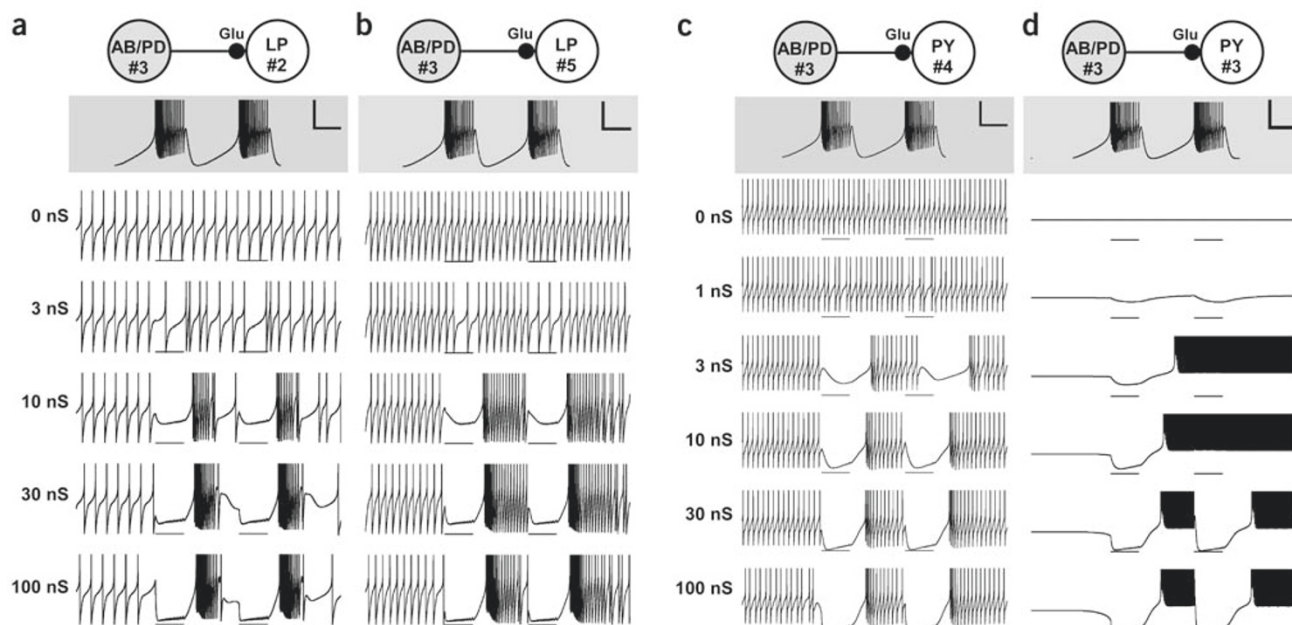 a
AB/PD #3
Glu
LP #2
b
AB/PD #3
Glu
LP #5
c
AB/PD #3
Glu
PY #4
d
AB/PD #3
Glu
PY #3
0 nS
3 nS
10 nS
30 nS
100 nS
0 nS
1 nS
3 nS
10 nS
30 nS
100 nS